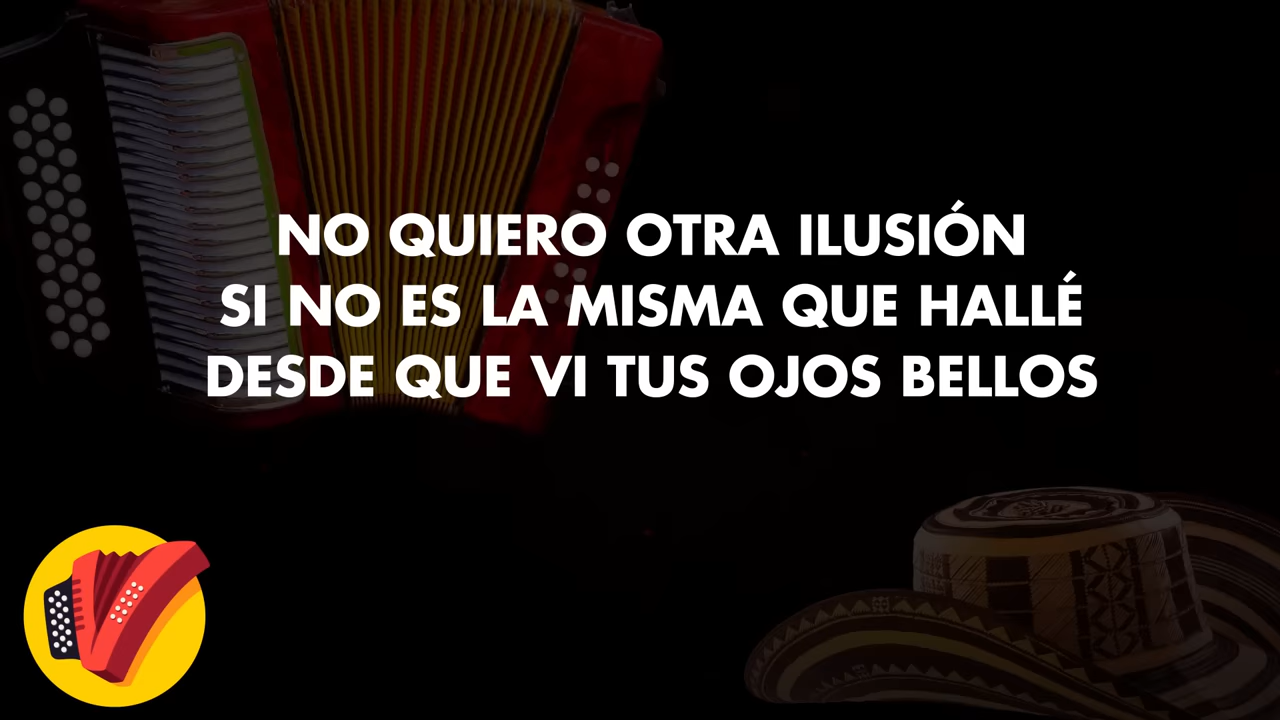 NO QUIERO OTRA ILUSIÓN
SI NO ES LA MISMA QUE HALLÉ
DESDE QUE VI TUS OJOS BELLOS